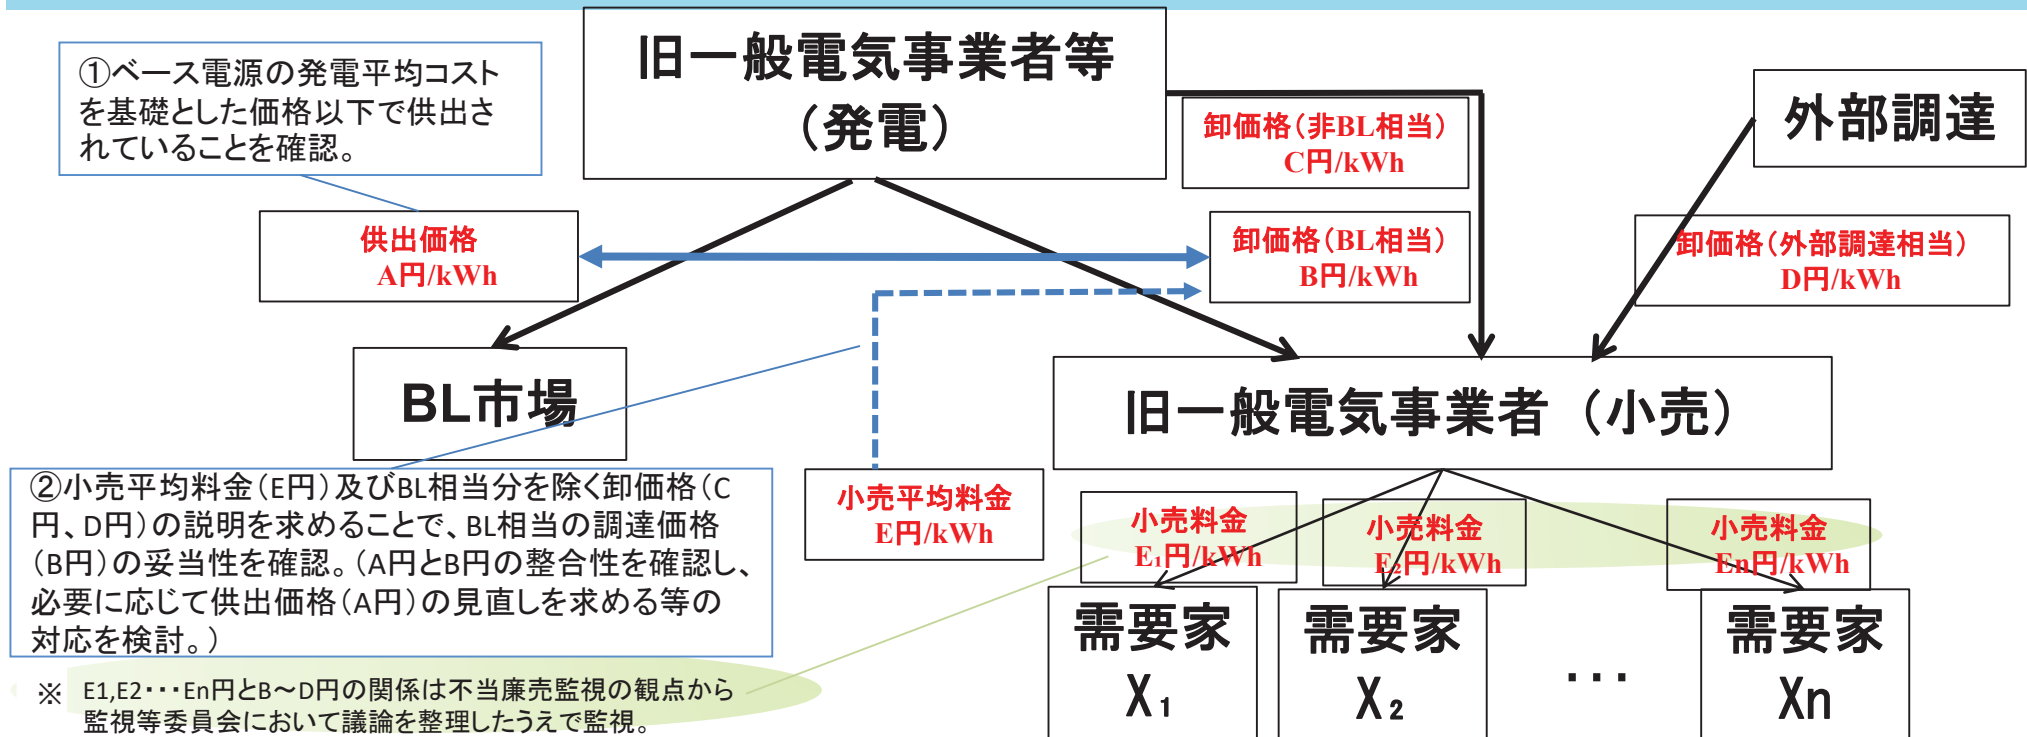 旧一般電気事業者等
（発電）
①ベース電源の発電平均コスト
を基礎とした価格以下で供出さ
れていることを確認。
卸価格（非BL相当）
C円/kWh
外部調達
供出価格
A円/kWh
卸価格（BL相当）
B円/kWh
卸価格（外部調達相当）
D円/kWh
BL市場
旧一般電気事業者（小売）
②小売平均料金（E円）及びBL相当分を除く卸価格（C
円、D円）の説明を求めることで、BL相当の調達価格
（B円）の妥当性を確認。（A円とB円の整合性を確認し、
必要に応じて供出価格（A円）の見直しを求める等の
対応を検討。）
小売平均料金
E円/kWh
小売料金
E₁円/kWh
小売料金
E₂円/kWh
小売料金
En円/kWh
需要家
X₁
需要家
X₂
・・・
需要家
Xn
※ E1,E2・・・En円とB～D円の関係は不当廉売監視の観点から
監視等委員会において議論を整理したうえで監視。